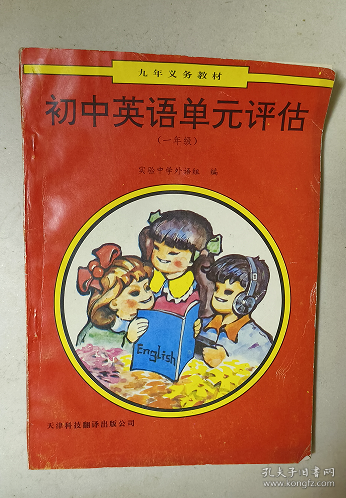 九年义务教材
初中英语单元评估
(一年级)
实验中学外语组 编
English
天津科技翻译出版公司
孔夫子旧书网
www.kongfz.com